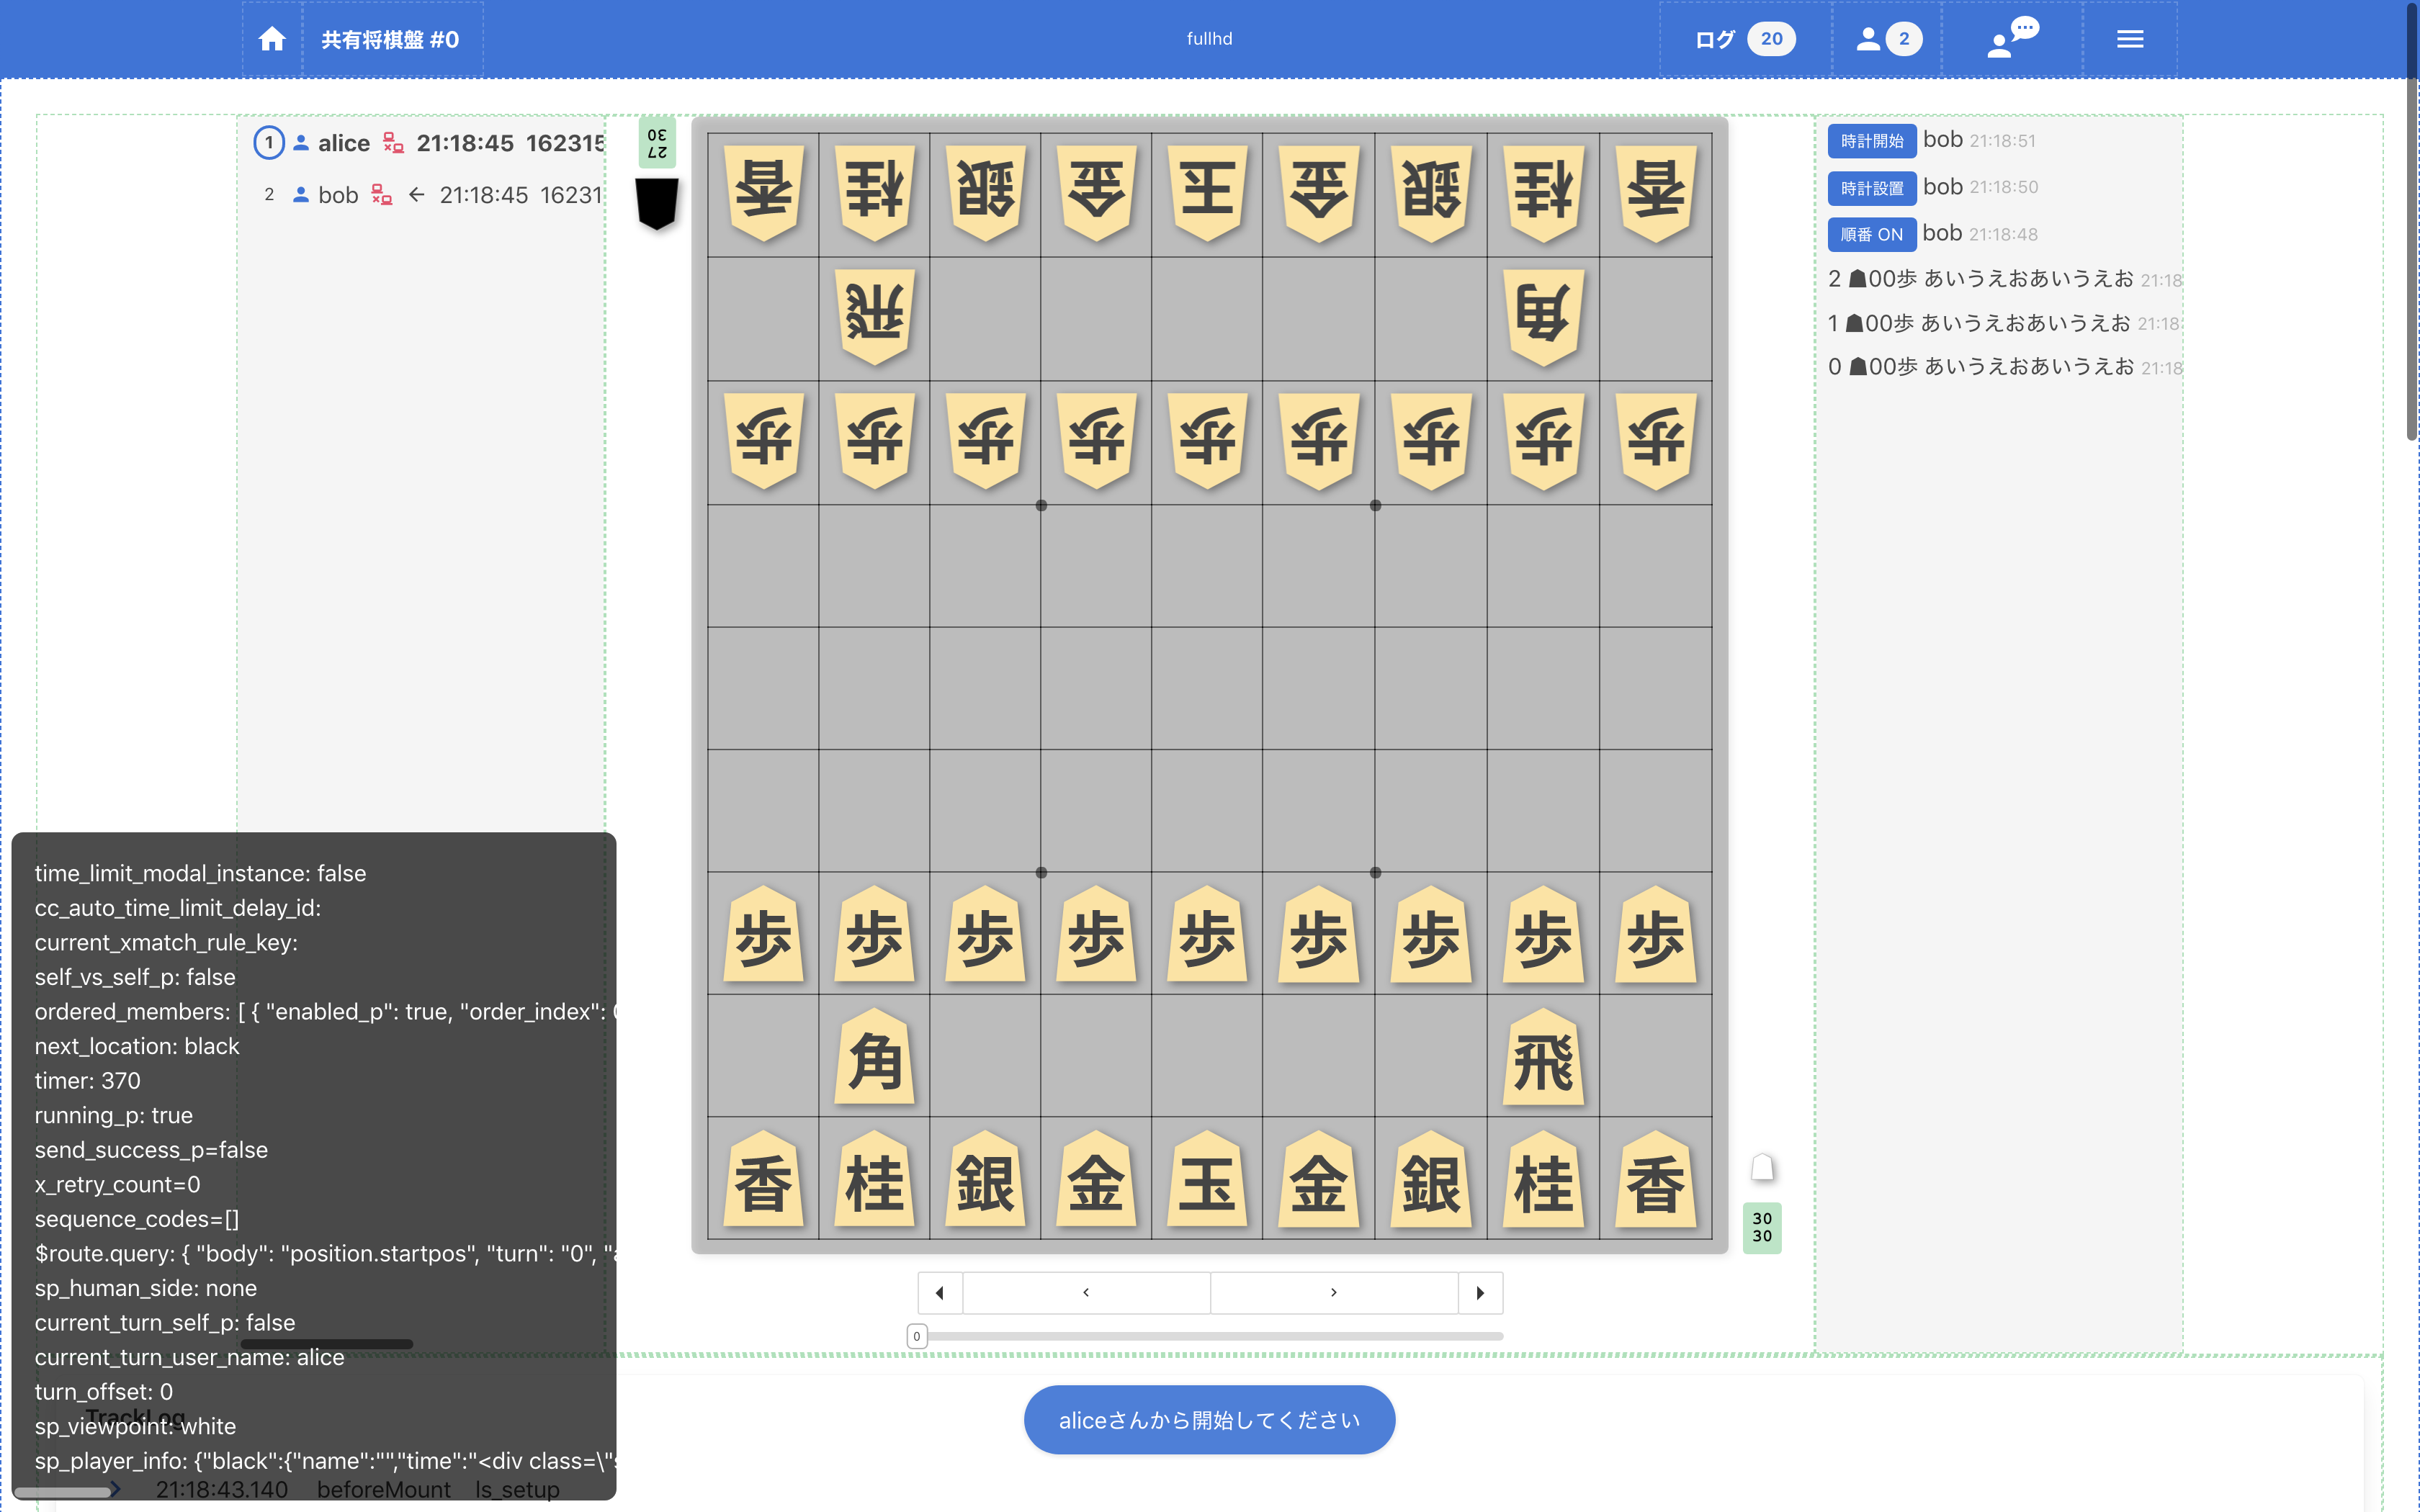 共有将棋盤 #0
fullhd
ログ 20
2
1 alice 21:18:45 162315
2 bob ← 21:18:45 16231
30
27
時計開始 bob 21:18:51
時計設置 bob 21:18:50
順番 ON bob 21:18:48
2 ☗00歩 あいうえおあいうえお 21:18
1 ☗00歩 あいうえおあいうえお 21:18
0 ☗00歩 あいうえおあいうえお 21:18
香 桂 銀 金 玉 金 銀 桂 香
飛 角
歩 歩 歩 歩 歩 歩 歩 歩 歩
歩 歩 歩 歩 歩 歩 歩 歩 歩
角 飛
香 桂 銀 金 玉 金 銀 桂 香
30
30
0
time_limit_modal_instance: false
cc_auto_time_limit_delay_id:
current_xmatch_rule_key:
self_vs_self_p: false
ordered_members: [ { "enabled_p": true, "order_index":
next_location: black
timer: 370
running_p: true
send_success_p=false
x_retry_count=0
sequence_codes=[]
$route.query: { "body": "position.startpos", "turn": "0", "a
sp_human_side: none
current_turn_self_p: false
current_turn_user_name: alice
turn_offset: 0
sp_viewpoint: white
sp_player_info: {"black":{"name":"","time":"<div class=\"s
TrackLog
21:18:43.140 beforeMount ls_setup
aliceさんから開始してください